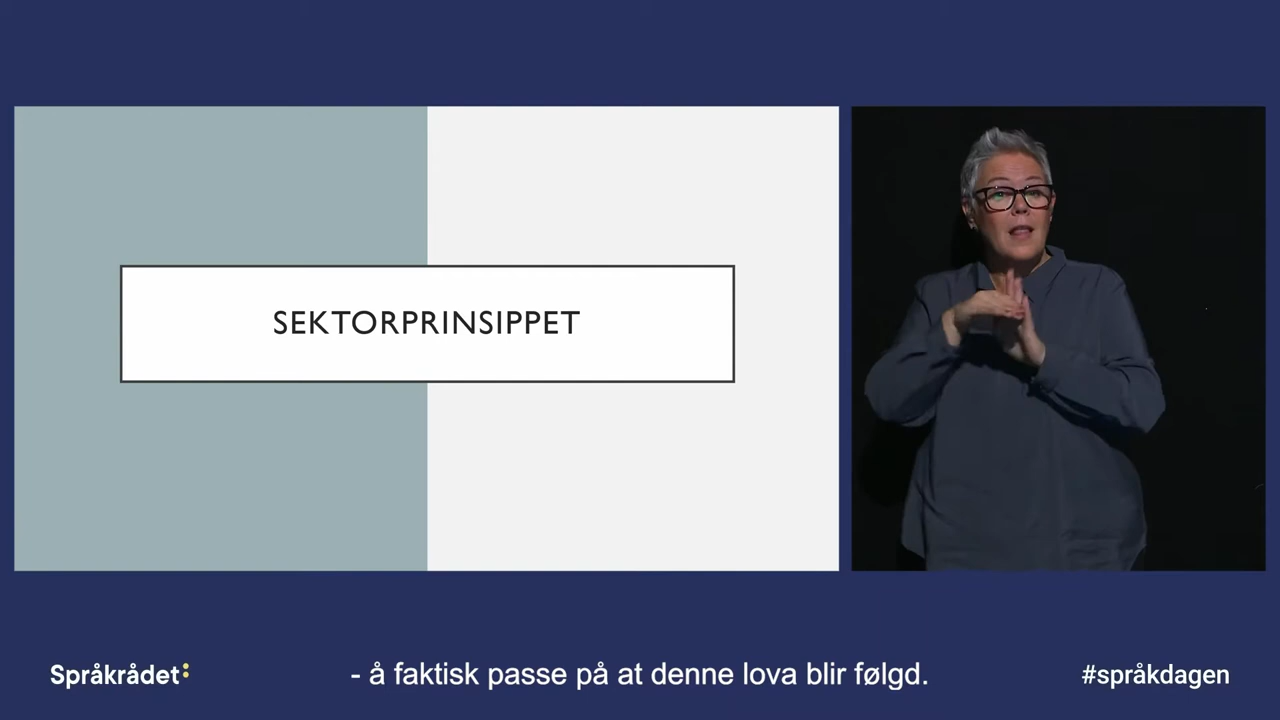 SEKTORPRINSIPPET
Språkrådet:
- å faktisk passe på at denne lova blir følgd.
#språkdagen